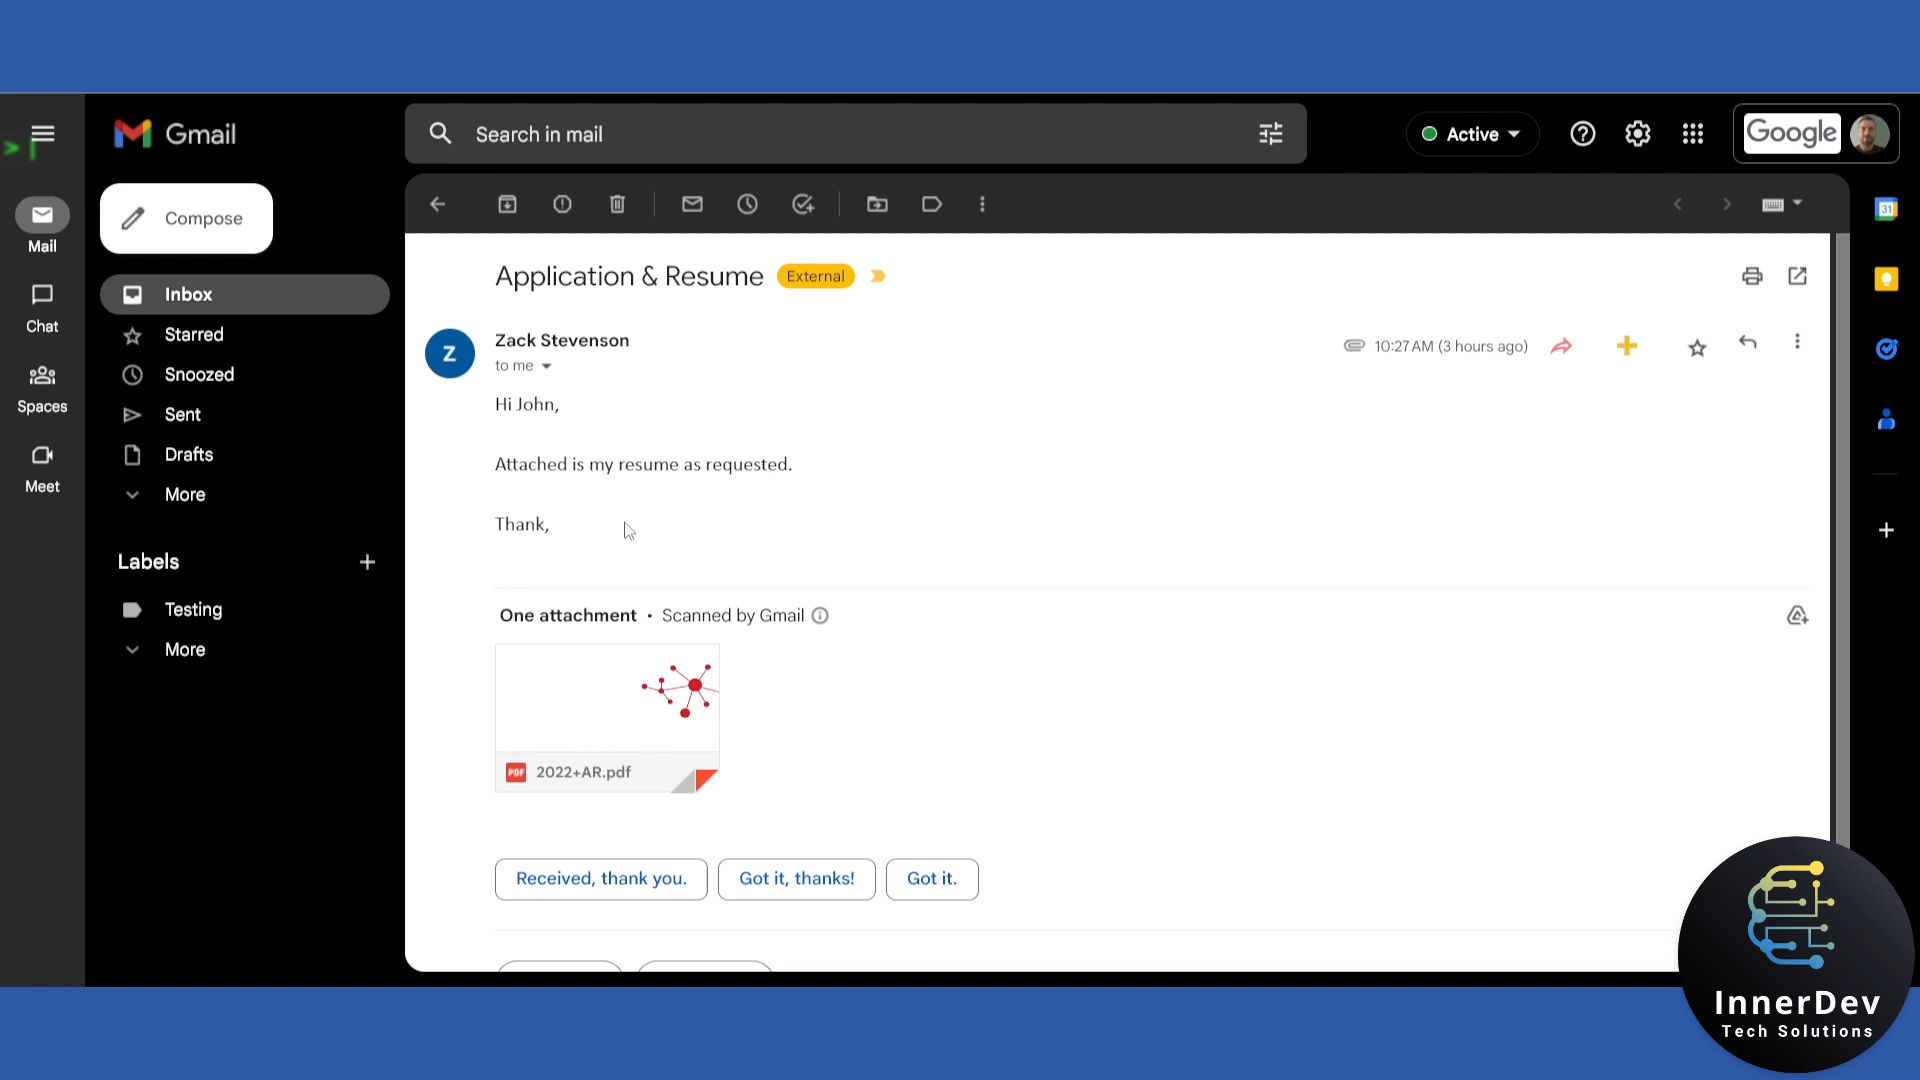 Gmail
Search in mail
Active
Google
Compose
Mail
Inbox
Starred
Chat
Snoozed
Spaces
Sent
Drafts
Meet
More
Labels
Testing
More
Application & Resume
External
Z
Zack Stevenson
10:27 AM (3 hours ago)
to me
Hi John,
Attached is my resume as requested.
Thank,
One attachment • Scanned by Gmail
PDF
2022+AR.pdf
Received, thank you.
Got it, thanks!
Got it.
31
InnerDev
Tech Solutions